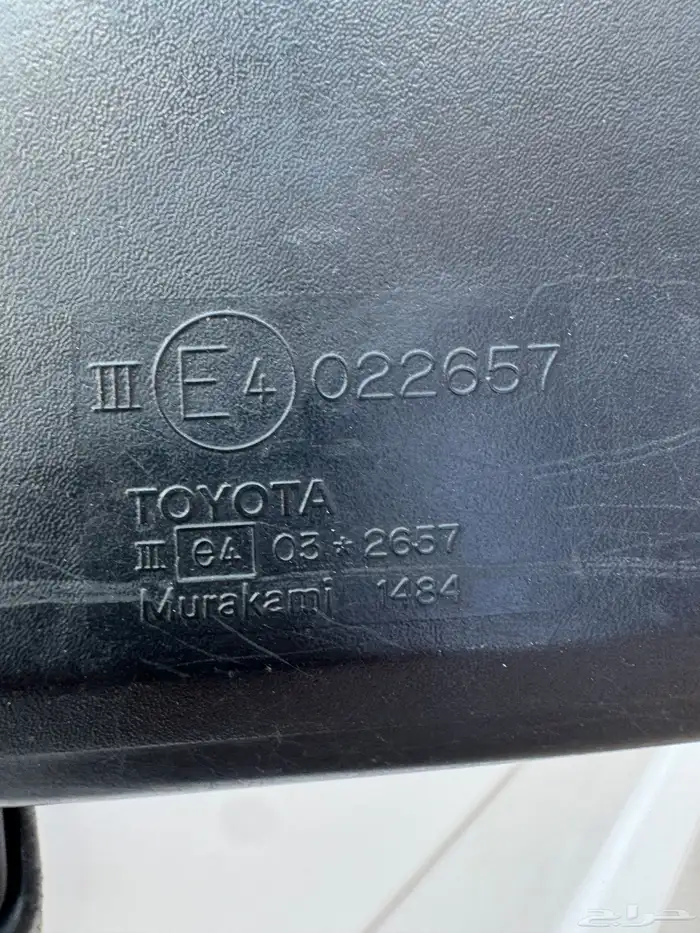 III E4 022657
TOYOTA
III e4 03 * 2657
Murakami 1484
حراج